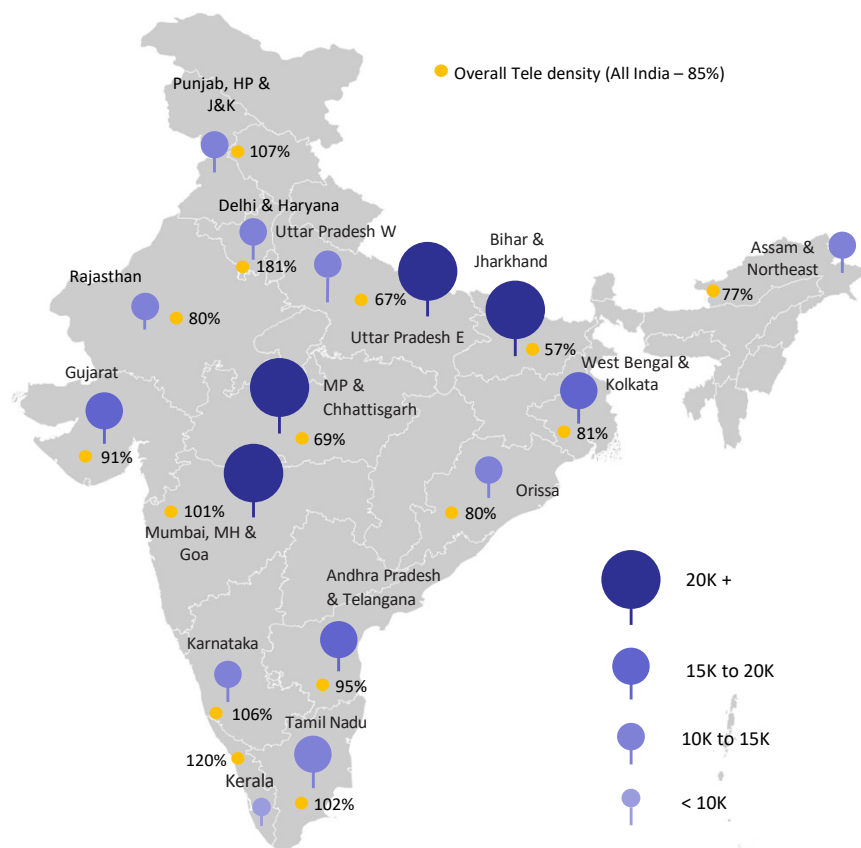 Overall Tele density (All India – 85%)
Punjab, HP &
J&K
107%
Delhi & Haryana
181%
Uttar Pradesh W
67%
Uttar Pradesh E
Bihar &
Jharkhand
57%
Assam &
Northeast
77%
Rajasthan
80%
Gujarat
91%
MP &
Chhattisgarh
69%
West Bengal &
Kolkata
81%
Orissa
80%
101%
Mumbai, MH &
Goa
Andhra Pradesh
& Telangana
95%
Karnataka
106%
Tamil Nadu
102%
120%
Kerala
20K +
15K to 20K
10K to 15K
< 10K